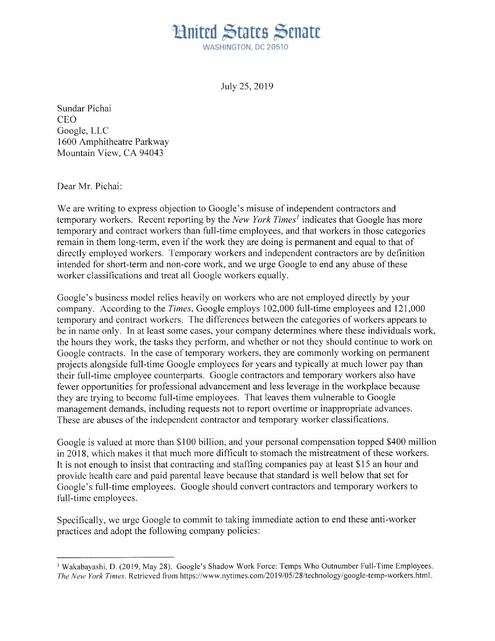 United States Senate
WASHINGTON, DC 20510
July 25, 2019
Sundar Pichai
CEO
Google, LLC
1600 Amphitheatre Parkway
Mountain View, CA 94043
Dear Mr. Pichai:
We are writing to express objection to Google's misuse of independent contractors and
temporary workers. Recent reporting by the New York Times1 indicates that Google has more
temporary and contract workers than full-time employees, and that workers in those categories
remain in them long-term, even if the work they are doing is permanent and equal to that of
directly employed workers. Temporary workers and independent contractors are by definition
intended for short-term and non-core work, and we urge Google to end any abuse of these
worker classifications and treat all Google workers equally.
Google's business model relies heavily on workers who are not employed directly by your
company. According to the Times, Google employs 102,000 full-time employees and 121,000
temporary and contract workers. The differences between the categories of workers appears to
be in name only. In at least some cases, your company determines where these individuals work,
the hours they work, the tasks they perform, and whether or not they should continue to work on
Google contracts. In the case of temporary workers, they are commonly working on permanent
projects alongside full-time Google employees for years and typically at much lower pay than
their full-time employee counterparts. Google contractors and temporary workers also have
fewer opportunities for professional advancement and less leverage in the workplace because
they are trying to become full-time employees. That leaves them vulnerable to Google
management demands, including requests not to report overtime or inappropriate advances.
These are abuses of the independent contractor and temporary worker classifications.
Google is valued at more than $100 billion, and your personal compensation topped $400 million
in 2018, which makes it that much more difficult to stomach the mistreatment of these workers.
It is not enough to insist that contracting and staffing companies pay at least $15 an hour and
provide health care and paid parental leave because that standard is well below that set for
Google's full-time employees. Google should convert contractors and temporary workers to
full-time employees.
Specifically, we urge Google to commit to taking immediate action to end these anti-worker
practices and adopt the following company policies:
1 Wakabayashi, D. (2019, May 28). Google's Shadow Work Force: Temps Who Outnumber Full-Time Employees.
The New York Times. Retrieved from https://www.nytimes.com/2019/05/28/technology/google-temp-workers.html.